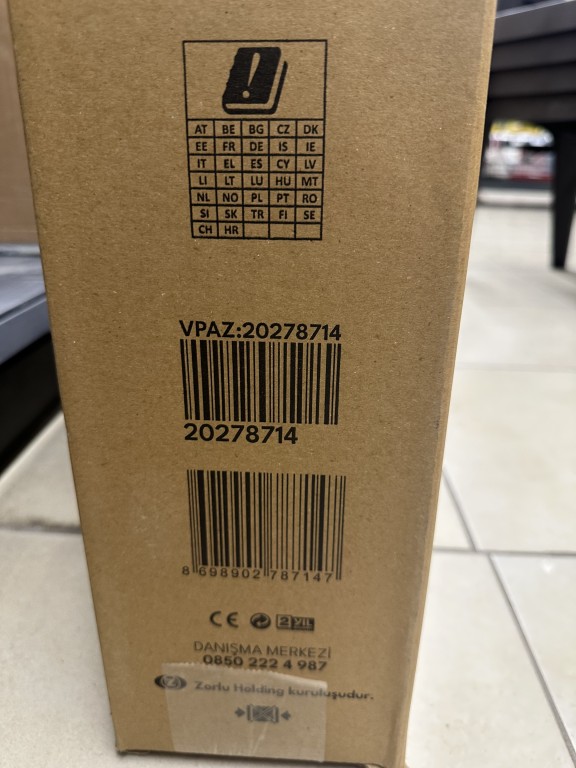 !
AT BE BG CZ DK
EE FR DE IS IE
IT EL ES CY LV
LI LT LU HU MT
NL NO PL PT RO
SI SK TR FI SE
CH HR
VPAZ:20278714
20278714
8 698902 787147
CE 2 YIL
DANIŞMA MERKEZİ
0850 222 4 987
Zorlu Holding kuruluşudur.